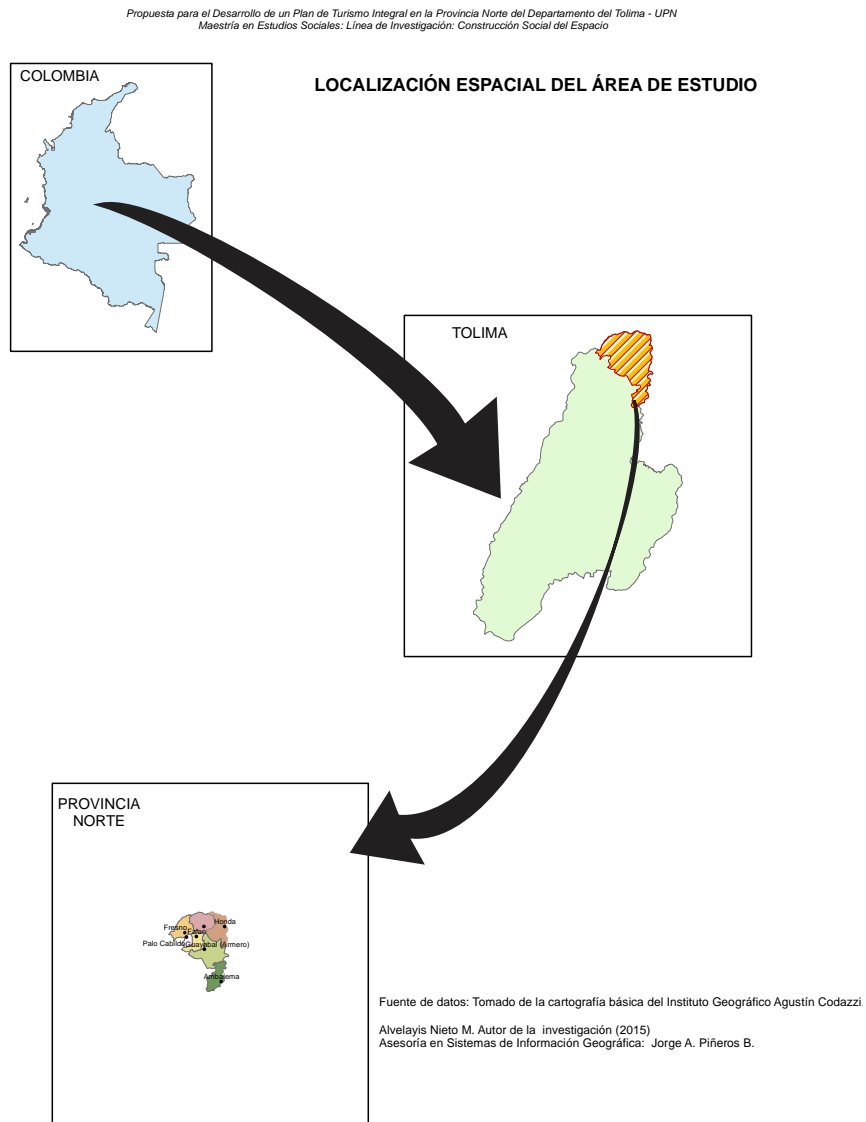 Propuesta para el Desarrollo de un Plan de Turismo Integral en la Provincia Norte del Departamento del Tolima - UPN
Maestría en Estudios Sociales: Línea de Investigación: Construcción Social del Espacio
COLOMBIA
LOCALIZACIÓN ESPACIAL DEL ÁREA DE ESTUDIO
TOLIMA
PROVINCIA
NORTE
Honda
Fresno
Palo Cabildo
Guayabal (Armero)
Ambalema
Fuente de datos: Tomado de la cartografía básica del Instituto Geográfico Agustín Codazzi.
Alvelayis Nieto M. Autor de la investigación (2015)
Asesoría en Sistemas de Información Geográfica: Jorge A. Piñeros B.